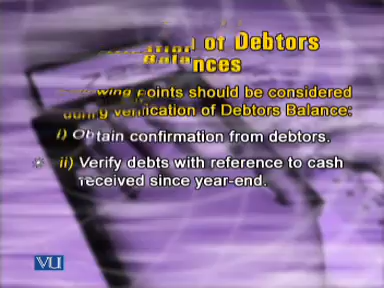 of Debtors
Balances
points should be considered
during verification of Debtors Balance:
i) Obtain confirmation from debtors.
ii) Verify debts with reference to cash
received since year-end.
VU